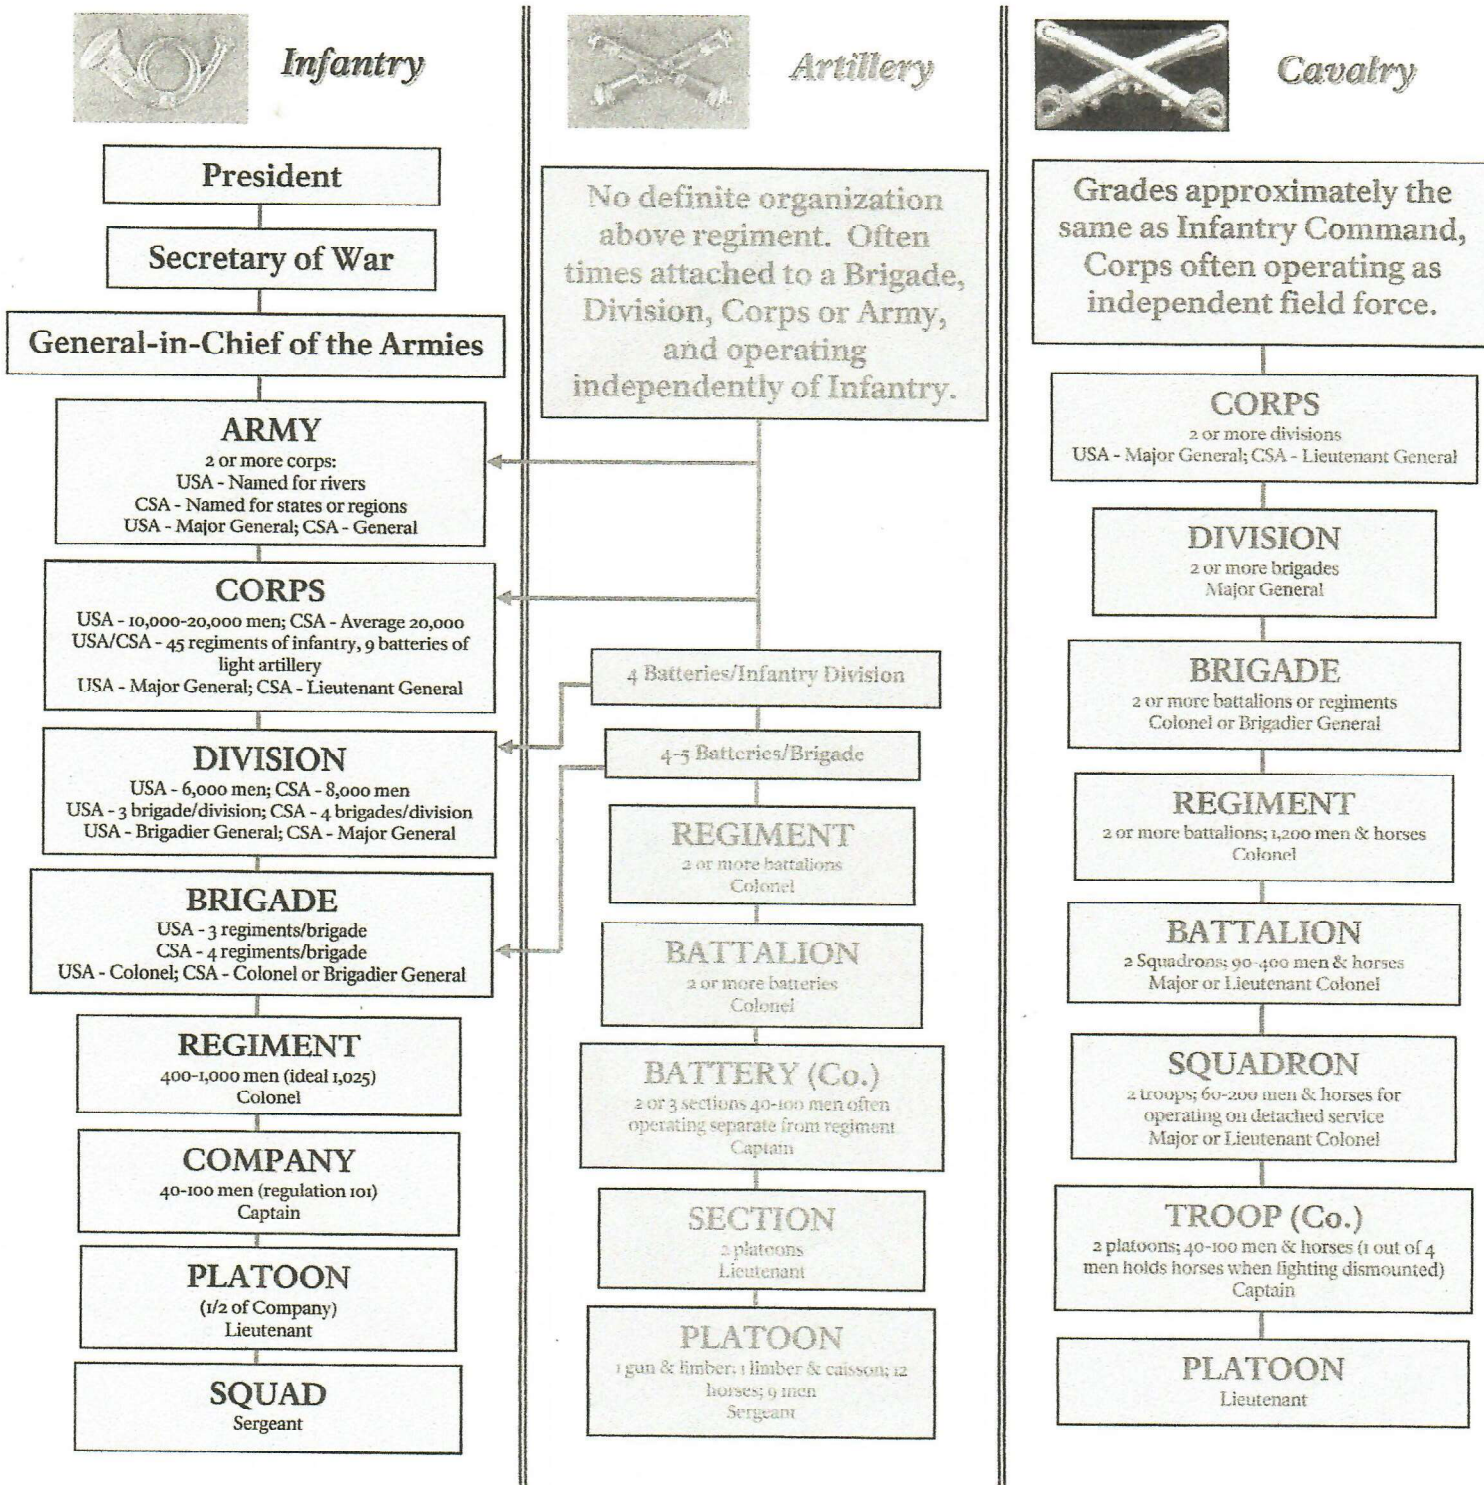 Infantry
President
Secretary of War
General-in-Chief of the Armies
ARMY
2 or more corps:
USA - Named for rivers
CSA - Named for states or regions
USA - Major General; CSA - General
CORPS
USA - 10,000-20,000 men; CSA - Average 20,000
USA/CSA - 45 regiments of infantry, 9 batteries of
light artillery
USA - Major General; CSA - Lieutenant General
DIVISION
USA - 6,000 men; CSA - 8,000 men
USA - 3 brigade/division; CSA - 4 brigades/division
USA - Brigadier General; CSA - Major General
BRIGADE
USA - 3 regiments/brigade
CSA - 4 regiments/brigade
USA - Colonel; CSA - Colonel or Brigadier General
REGIMENT
400-1,000 men (ideal 1,025)
Colonel
COMPANY
40-100 men (regulation 101)
Captain
PLATOON
(1/2 of Company)
Lieutenant
SQUAD
Sergeant
Artillery
No definite organization
above regiment. Often
times attached to a Brigade,
Division, Corps or Army,
and operating
independently of Infantry.
4 Batteries/Infantry Division
4-5 Batteries/Brigade
REGIMENT
2 or more battalions
Colonel
BATTALION
2 or more batteries
Colonel
BATTERY (Co.)
2 or 3 sections 40-100 men often
operating separate from regiment
Captain
SECTION
2 platoons
Lieutenant
PLATOON
1 gun & limber; 1 limber & caisson; 12
horses; 9 men
Sergeant
Cavalry
Grades approximately the
same as Infantry Command,
Corps often operating as
independent field force.
CORPS
2 or more divisions
USA - Major General; CSA - Lieutenant General
DIVISION
2 or more brigades
Major General
BRIGADE
2 or more battalions or regiments
Colonel or Brigadier General
REGIMENT
2 or more battalions; 1,200 men & horses
Colonel
BATTALION
2 Squadrons; 90-400 men & horses
Major or Lieutenant Colonel
SQUADRON
2 troops; 60-200 men & horses for
operating on detached service
Major or Lieutenant Colonel
TROOP (Co.)
2 platoons; 40-100 men & horses (1 out of 4
men holds horses when fighting dismounted)
Captain
PLATOON
Lieutenant